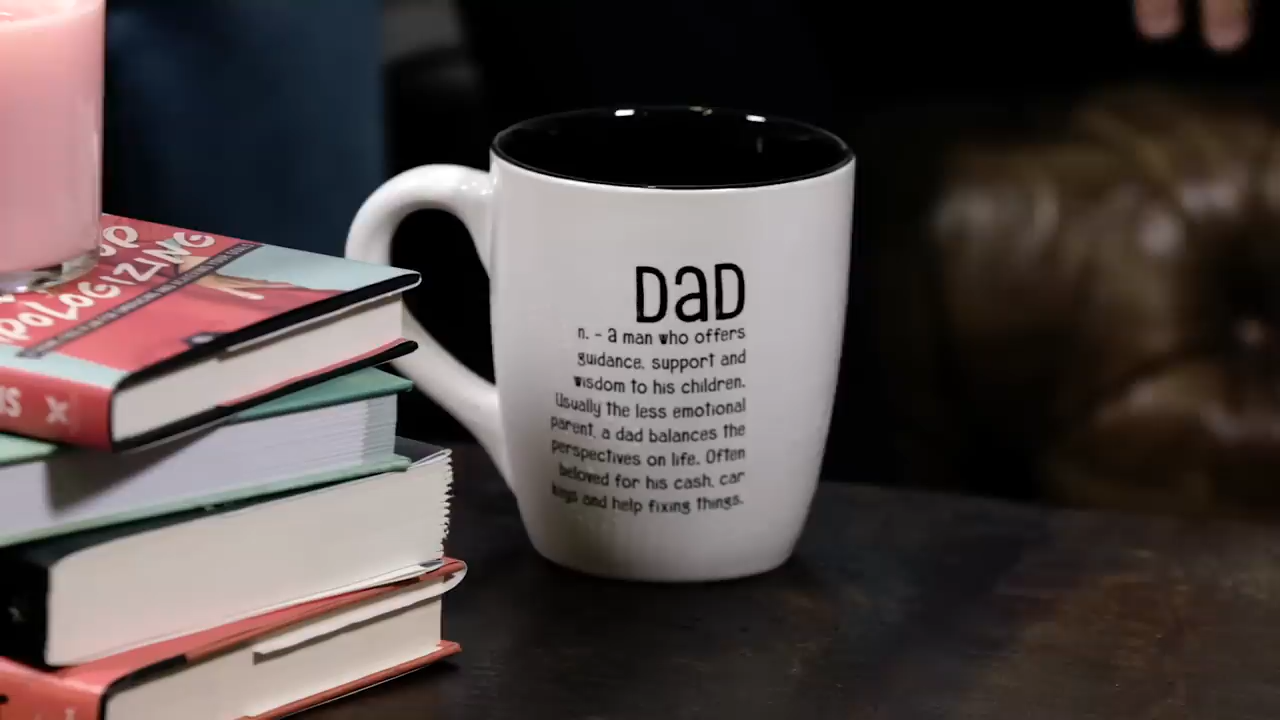 DaD
n. - a man who offers
guidance, support and
wisdom to his children.
Usually the less emotional
parent, a dad balances the
perspectives on life. Often
beloved for his cash, car
keys and help fixing things.